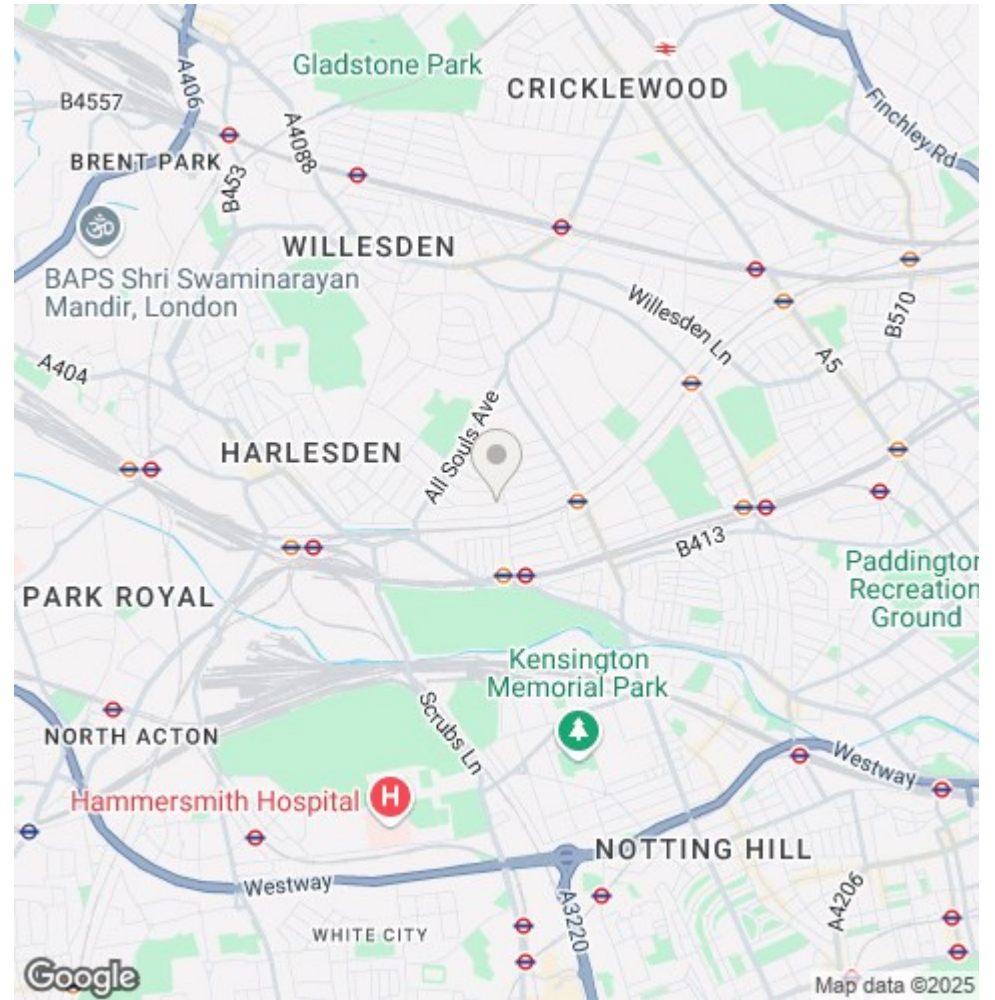 Gladstone Park
CRICKLEWOOD
A406
B4557
A4088
Finchley Rd
BRENT PARK
B453
WILLESDEN
BAPS Shri Swaminarayan
Mandir, London
Willesden Ln
B510
A5
A404
All Souls Ave
HARLESDEN
B413
Paddington
Recreation
Ground
PARK ROYAL
Kensington
Memorial Park
Scrubs Ln
NORTH ACTON
Westway
Hammersmith Hospital
H
NOTTING HILL
Westway
A4206
A3220
WHITE CITY
Google
Map data ©2025